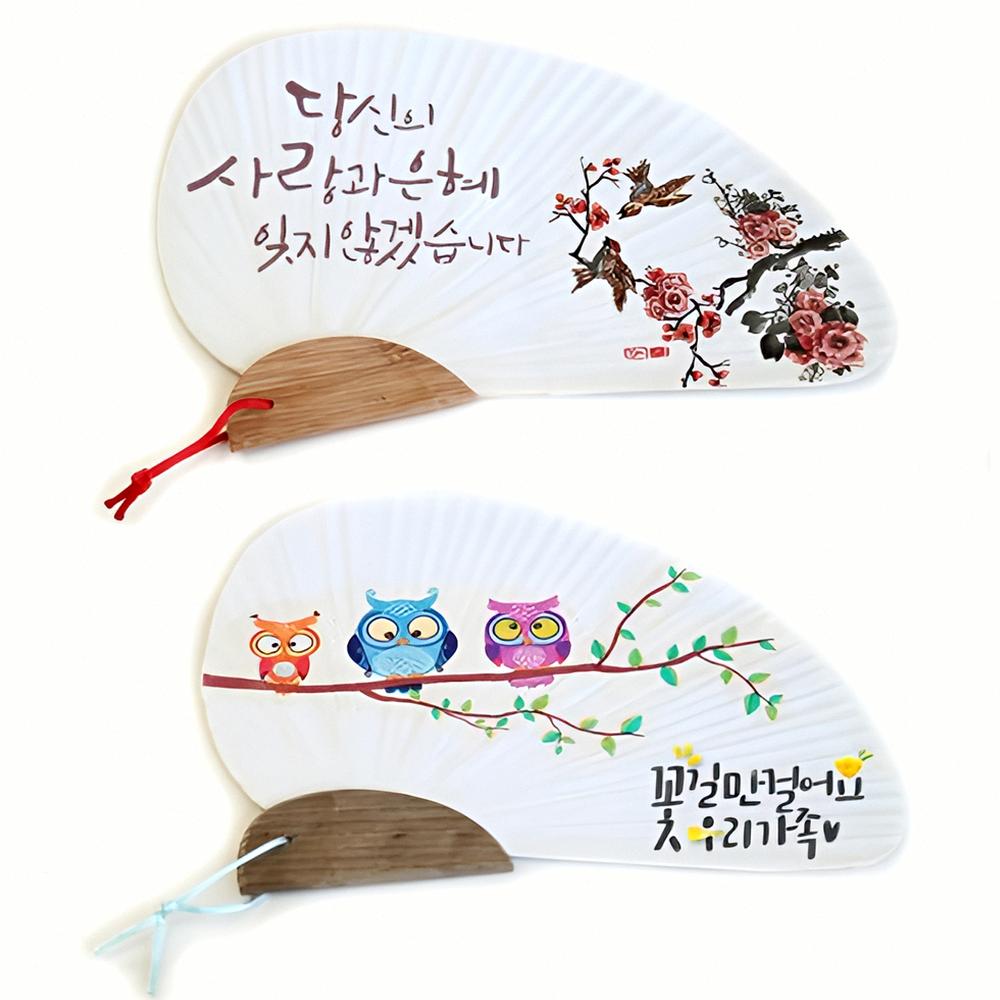 당신의
사랑과 은혜
잊지 않겠습니다
꽃길만 걸어요
우리가족♥